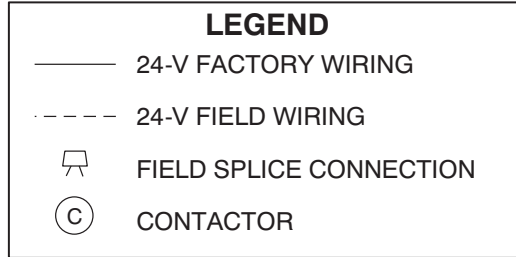 LEGEND
24-V FACTORY WIRING
24-V FIELD WIRING
FIELD SPLICE CONNECTION
C CONTACTOR